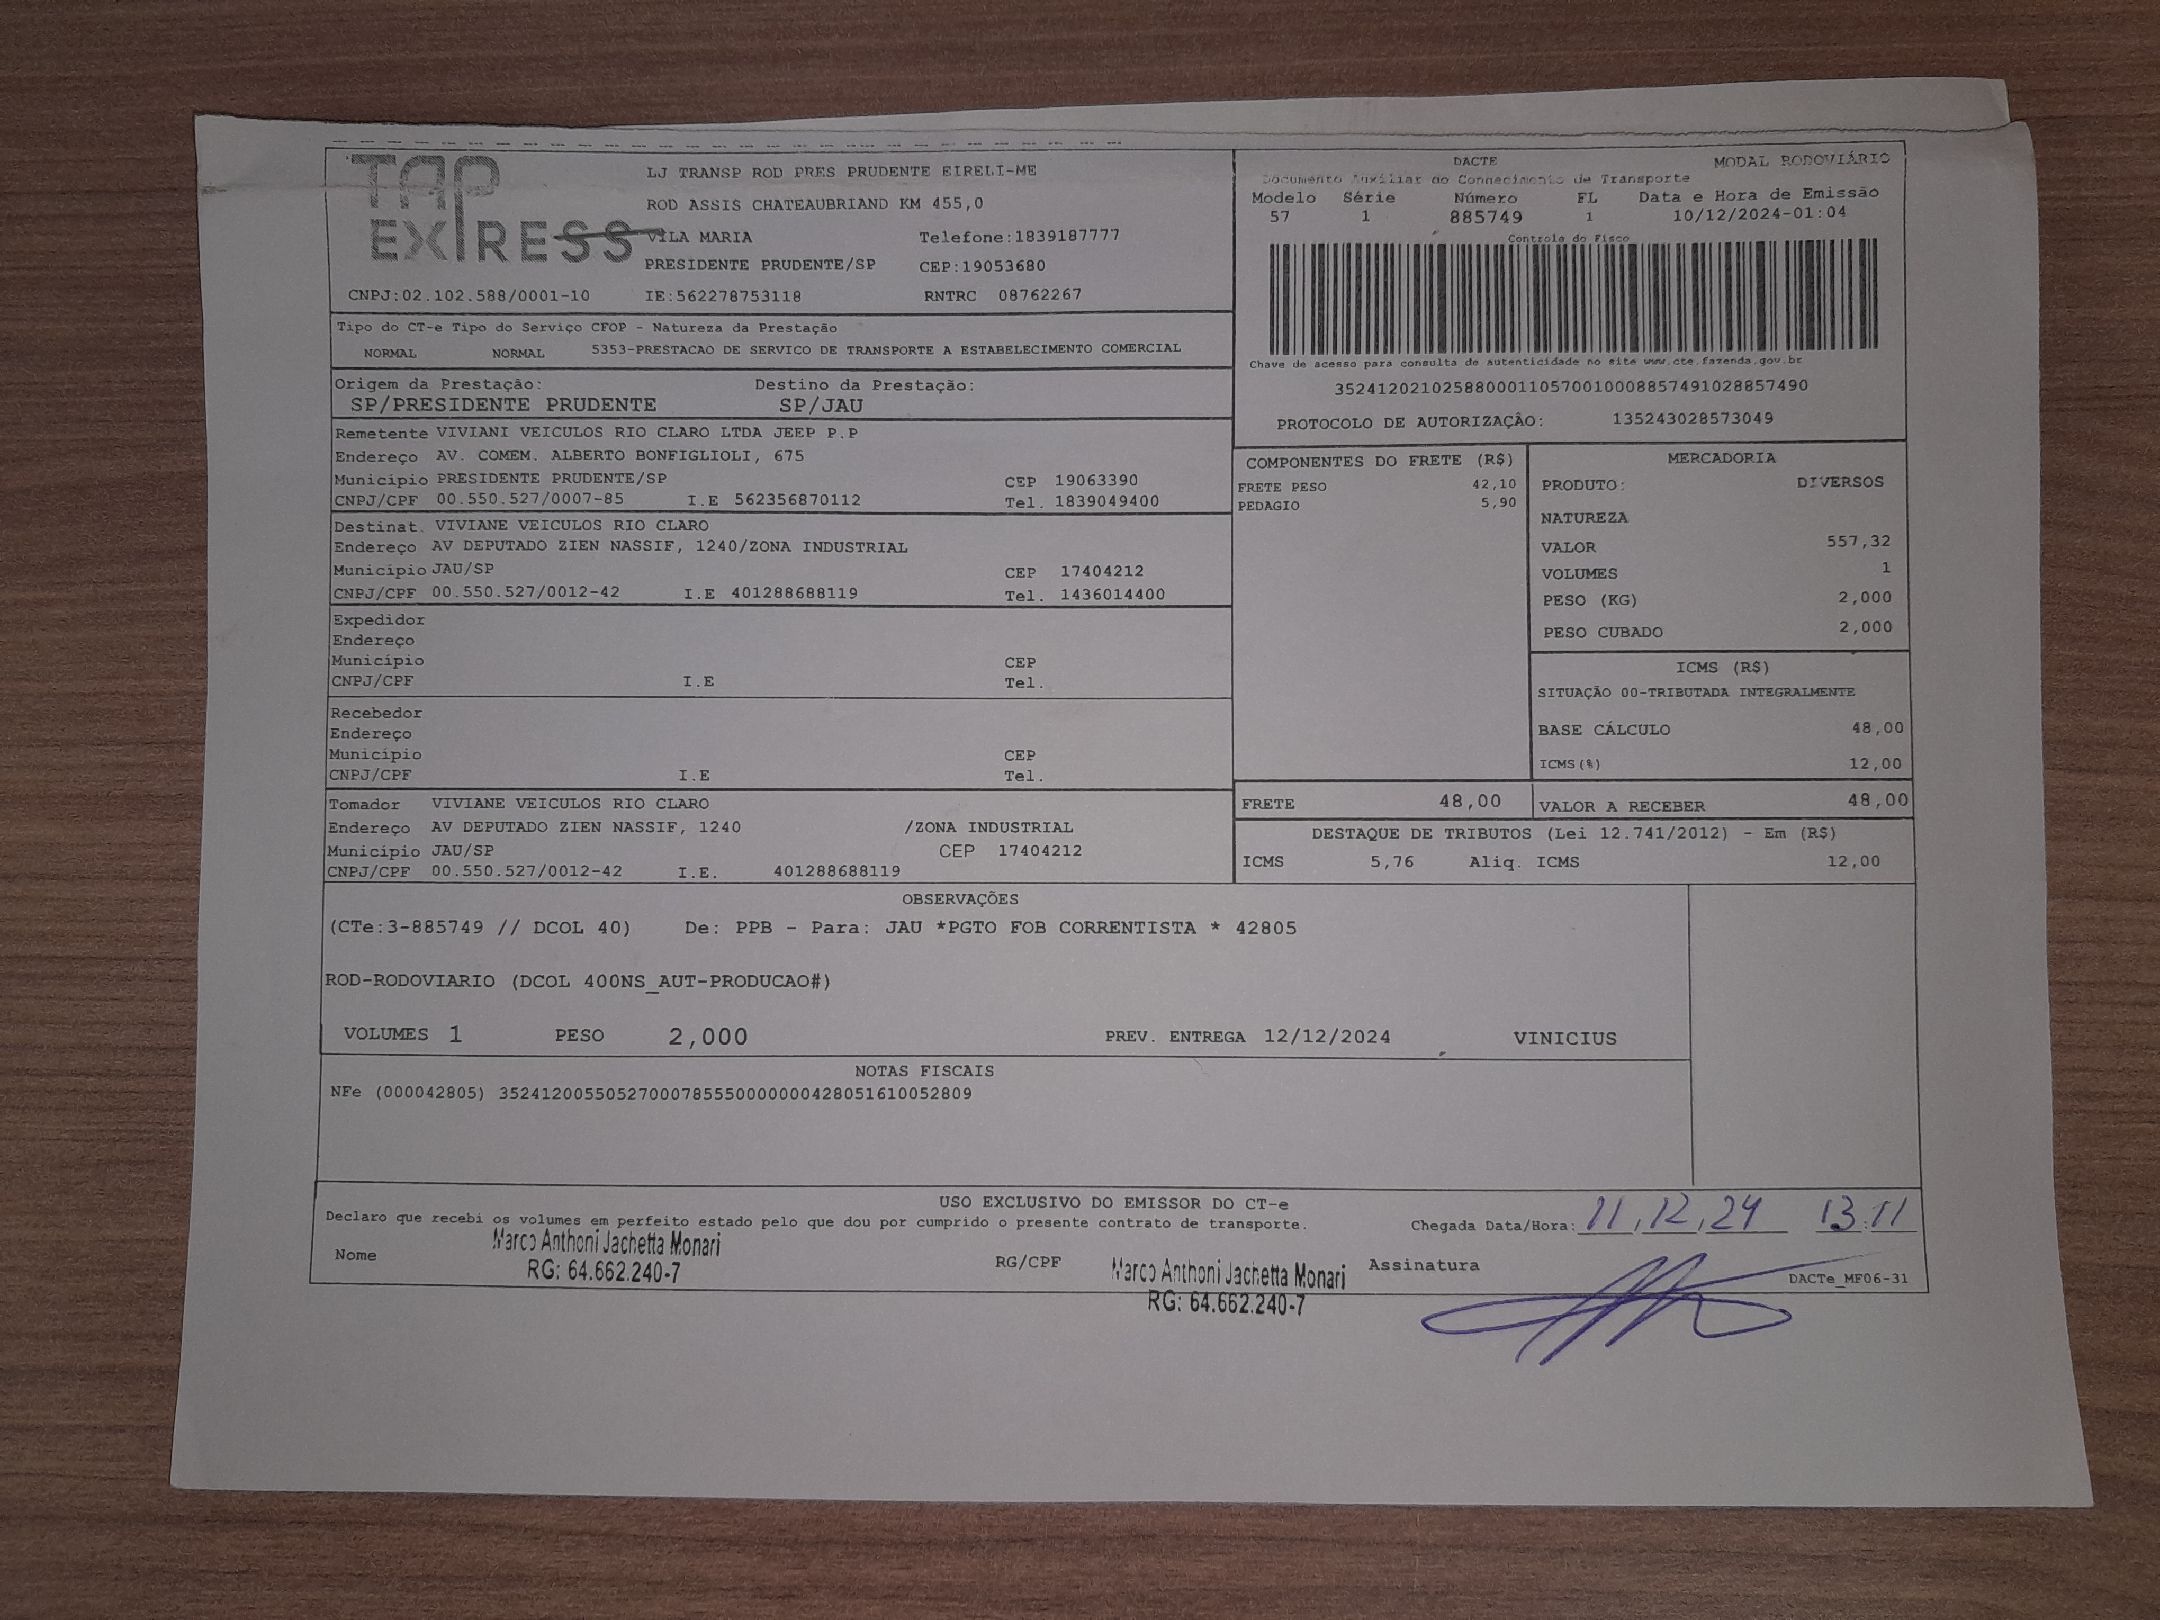 TAP
EXPRESS
LJ TRANSP ROD PRES PRUDENTE EIRELI-ME
ROD ASSIS CHATEAUBRIAND KM 455,0
VILA MARIA Telefone:1839187777
PRESIDENTE PRUDENTE/SP CEP:19053680
CNPJ:02.102.588/0001-10 IE:562278753118 RNTRC 08762267
DACTE MODAL RODOVIÁRIO
Documento Auxiliar do Conhecimento de Transporte
Modelo Série Número FL Data e Hora de Emissão
57 1 885749 1 10/12/2024-01:04
Controle do Fisco
Chave de acesso para consulta de autenticidade no site www.cte.fazenda.gov.br
35241202102588000110570010008857491028857490
PROTOCOLO DE AUTORIZAÇÃO: 135243028573049
Tipo do CT-e Tipo do Serviço CFOP - Natureza da Prestação
NORMAL NORMAL 5353-PRESTACAO DE SERVICO DE TRANSPORTE A ESTABELECIMENTO COMERCIAL
Origem da Prestação: Destino da Prestação:
SP/PRESIDENTE PRUDENTE SP/JAU
Remetente VIVIANI VEICULOS RIO CLARO LTDA JEEP P.P
Endereço AV. COMEM. ALBERTO BONFIGLIOLI, 675
Município PRESIDENTE PRUDENTE/SP CEP 19063390
CNPJ/CPF 00.550.527/0007-85 I.E 562356870112 Tel. 1839049400
Destinat. VIVIANE VEICULOS RIO CLARO
Endereço AV DEPUTADO ZIEN NASSIF, 1240/ZONA INDUSTRIAL
Município JAU/SP CEP 17404212
CNPJ/CPF 00.550.527/0012-42 I.E 401288688119 Tel. 1436014400
Expedidor
Endereço
Município CEP
CNPJ/CPF I.E Tel.
Recebedor
Endereço
Município CEP
CNPJ/CPF I.E Tel.
Tomador VIVIANE VEICULOS RIO CLARO
Endereço AV DEPUTADO ZIEN NASSIF, 1240 /ZONA INDUSTRIAL
Município JAU/SP CEP 17404212
CNPJ/CPF 00.550.527/0012-42 I.E. 401288688119
COMPONENTES DO FRETE (R$)
FRETE PESO 42,10
PEDAGIO 5,90
MERCADORIA
PRODUTO: DIVERSOS
NATUREZA
VALOR 557,32
VOLUMES 1
PESO (KG) 2,000
PESO CUBADO 2,000
ICMS (R$)
SITUAÇÃO 00-TRIBUTADA INTEGRALMENTE
BASE CÁLCULO 48,00
ICMS(%) 12,00
FRETE 48,00 VALOR A RECEBER 48,00
DESTAQUE DE TRIBUTOS (Lei 12.741/2012) - Em (R$)
ICMS 5,76 Aliq. ICMS 12,00
OBSERVAÇÕES
(CTe:3-885749 // DCOL 40) De: PPB - Para: JAU *PGTO FOB CORRENTISTA * 42805
ROD-RODOVIARIO (DCOL 400NS_AUT-PRODUCAO#)
VOLUMES 1 PESO 2,000 PREV. ENTREGA 12/12/2024 VINICIUS
NOTAS FISCAIS
NFe (000042805) 35241200550527000785550000000428051610052809
USO EXCLUSIVO DO EMISSOR DO CT-e
Declaro que recebi os volumes em perfeito estado pelo que dou por cumprido o presente contrato de transporte. Chegada Data/Hora: 11,12,24 13:11
Nome Marco Anthoni Jachetta Monari RG/CPF Marco Anthoni Jachetta Monari Assinatura
RG: 64.662.240-7 RG: 64.662.240-7 DACTe_MF06-31